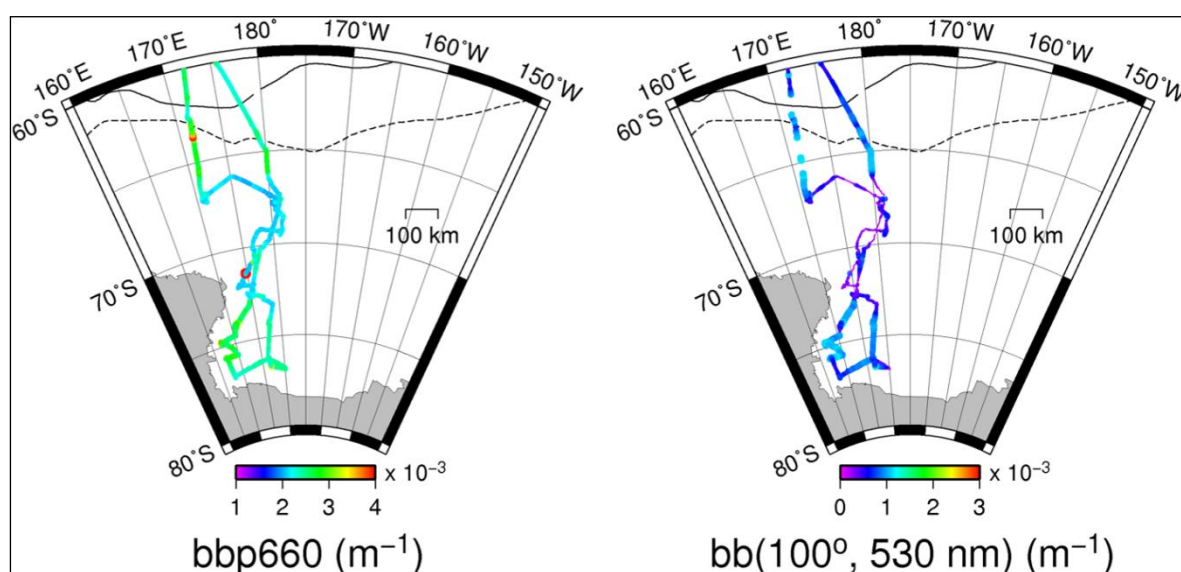 160˚E 170˚E 180˚ 170˚W 160˚W 150˚W
60˚S
70˚S
80˚S
100 km
1 2 3 4 x 10⁻³
bbp660 (m⁻¹)
160˚E 170˚E 180˚ 170˚W 160˚W 150˚W
60˚S
70˚S
80˚S
100 km
0 1 2 3 x 10⁻³
bb(100º, 530 nm) (m⁻¹)